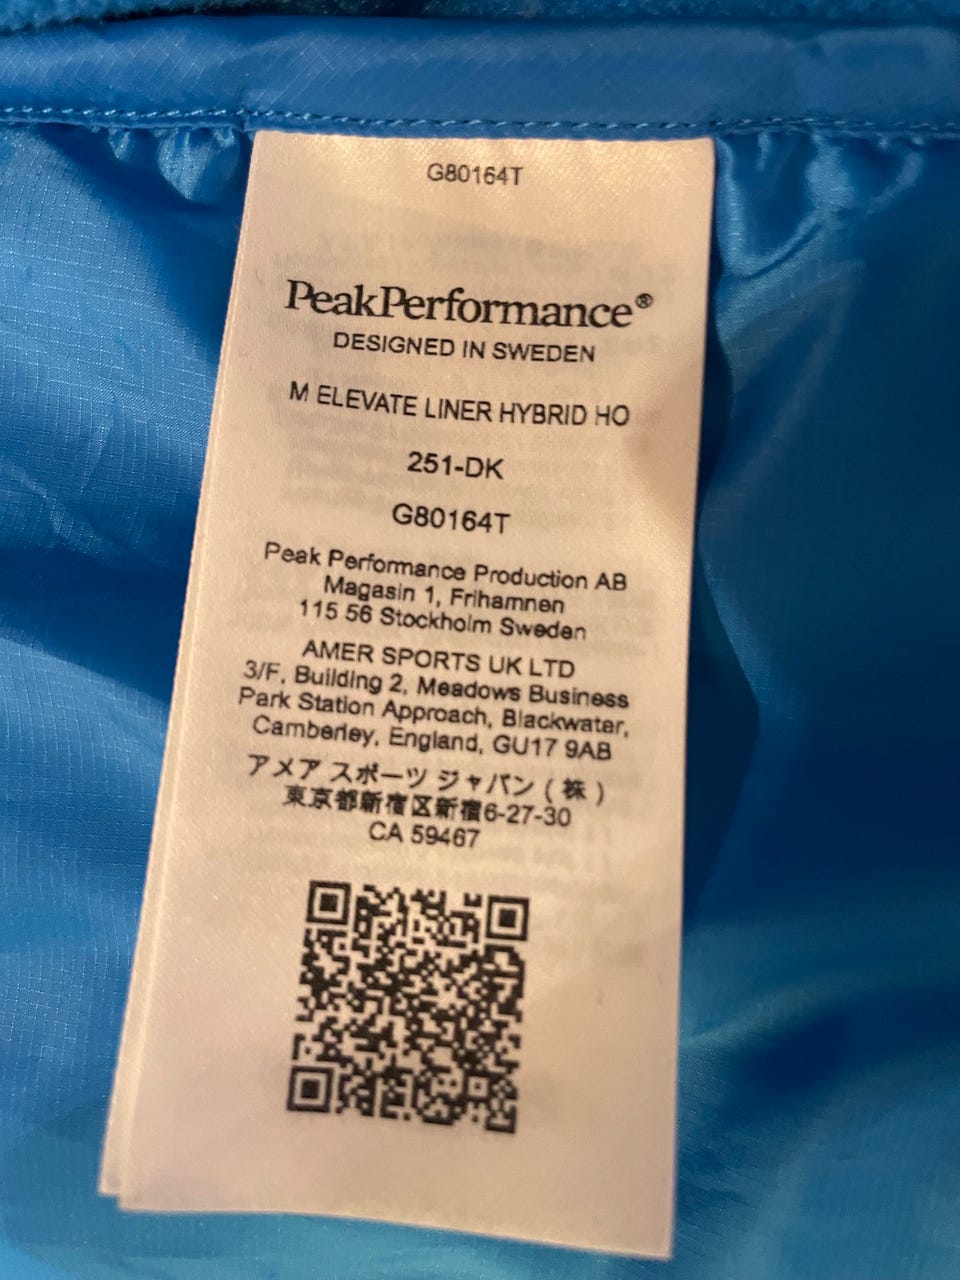 G80164T
PeakPerformance®
DESIGNED IN SWEDEN
M ELEVATE LINER HYBRID HO
251-DK
G80164T
Peak Performance Production AB
Magasin 1, Frihamnen
115 56 Stockholm Sweden
AMER SPORTS UK LTD
3/F, Building 2, Meadows Business
Park Station Approach, Blackwater,
Camberley, England, GU17 9AB
アメア スポーツ ジャパン ( 株 )
東京都新宿区新宿6-27-30
CA 59467